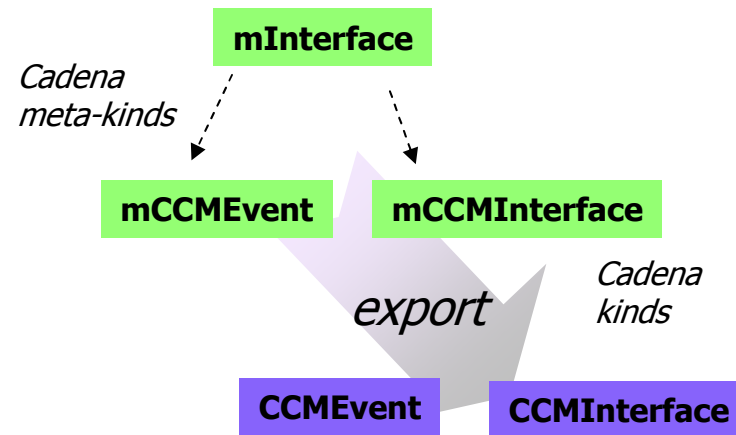 mInterface
Cadena
meta-kinds
mCCMEvent
mCCMInterface
Cadena
kinds
export
CCMEvent
CCMInterface